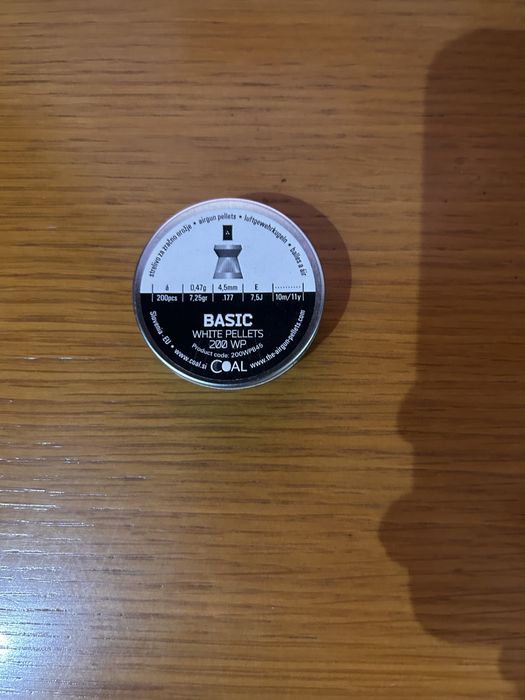 strelivo za zračno orožje • airgun pellets • luftgewehrkugeln • balles á áir
á 0,47g 4,5mm E
200pcs 7,25gr .177 7,5J 10m/11y
BASIC
WHITE PELLETS
200 WP
Product code: 200WPB45
COAL
Slovenia - EU • www.coal.si
www.the-airgun-pellets.com